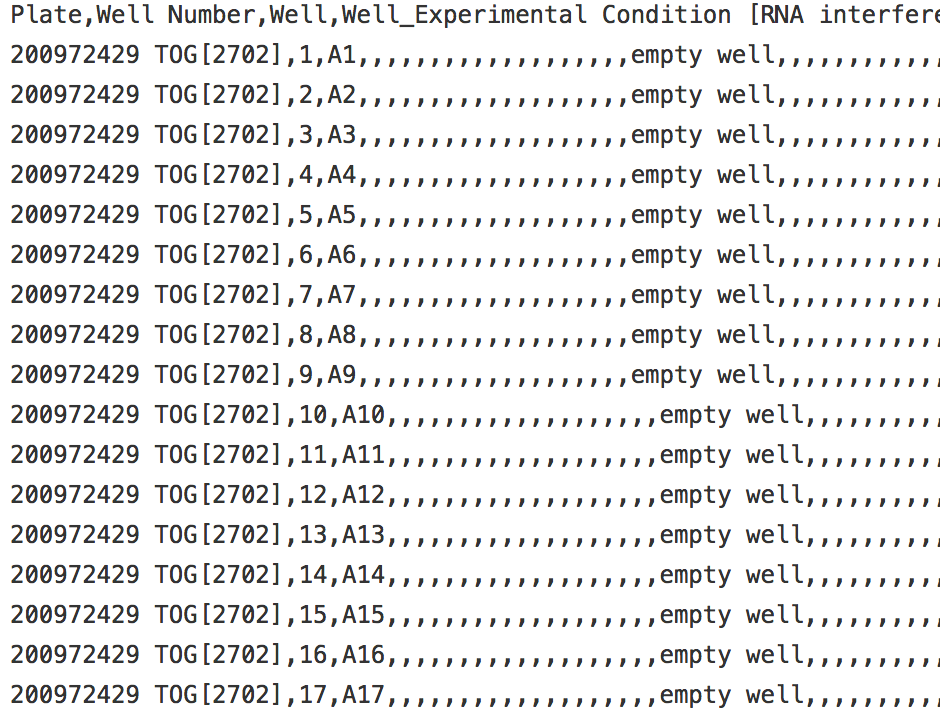 Plate,Well Number,Well,Well_Experimental Condition [RNA interfere
200972429 TOG[2702],1,A1,,,,,,,,,,,,,,,,,,,empty well,,,,,,,,,,,,
200972429 TOG[2702],2,A2,,,,,,,,,,,,,,,,,,,empty well,,,,,,,,,,,,
200972429 TOG[2702],3,A3,,,,,,,,,,,,,,,,,,,empty well,,,,,,,,,,,,
200972429 TOG[2702],4,A4,,,,,,,,,,,,,,,,,,,empty well,,,,,,,,,,,,
200972429 TOG[2702],5,A5,,,,,,,,,,,,,,,,,,,empty well,,,,,,,,,,,,
200972429 TOG[2702],6,A6,,,,,,,,,,,,,,,,,,,empty well,,,,,,,,,,,,
200972429 TOG[2702],7,A7,,,,,,,,,,,,,,,,,,,empty well,,,,,,,,,,,,
200972429 TOG[2702],8,A8,,,,,,,,,,,,,,,,,,,empty well,,,,,,,,,,,,
200972429 TOG[2702],9,A9,,,,,,,,,,,,,,,,,,,empty well,,,,,,,,,,,,
200972429 TOG[2702],10,A10,,,,,,,,,,,,,,,,,,,empty well,,,,,,,,,,
200972429 TOG[2702],11,A11,,,,,,,,,,,,,,,,,,,empty well,,,,,,,,,,
200972429 TOG[2702],12,A12,,,,,,,,,,,,,,,,,,,empty well,,,,,,,,,,
200972429 TOG[2702],13,A13,,,,,,,,,,,,,,,,,,,empty well,,,,,,,,,,
200972429 TOG[2702],14,A14,,,,,,,,,,,,,,,,,,,empty well,,,,,,,,,,
200972429 TOG[2702],15,A15,,,,,,,,,,,,,,,,,,,empty well,,,,,,,,,,
200972429 TOG[2702],16,A16,,,,,,,,,,,,,,,,,,,empty well,,,,,,,,,,
200972429 TOG[2702],17,A17,,,,,,,,,,,,,,,,,,,empty well,,,,,,,,,,